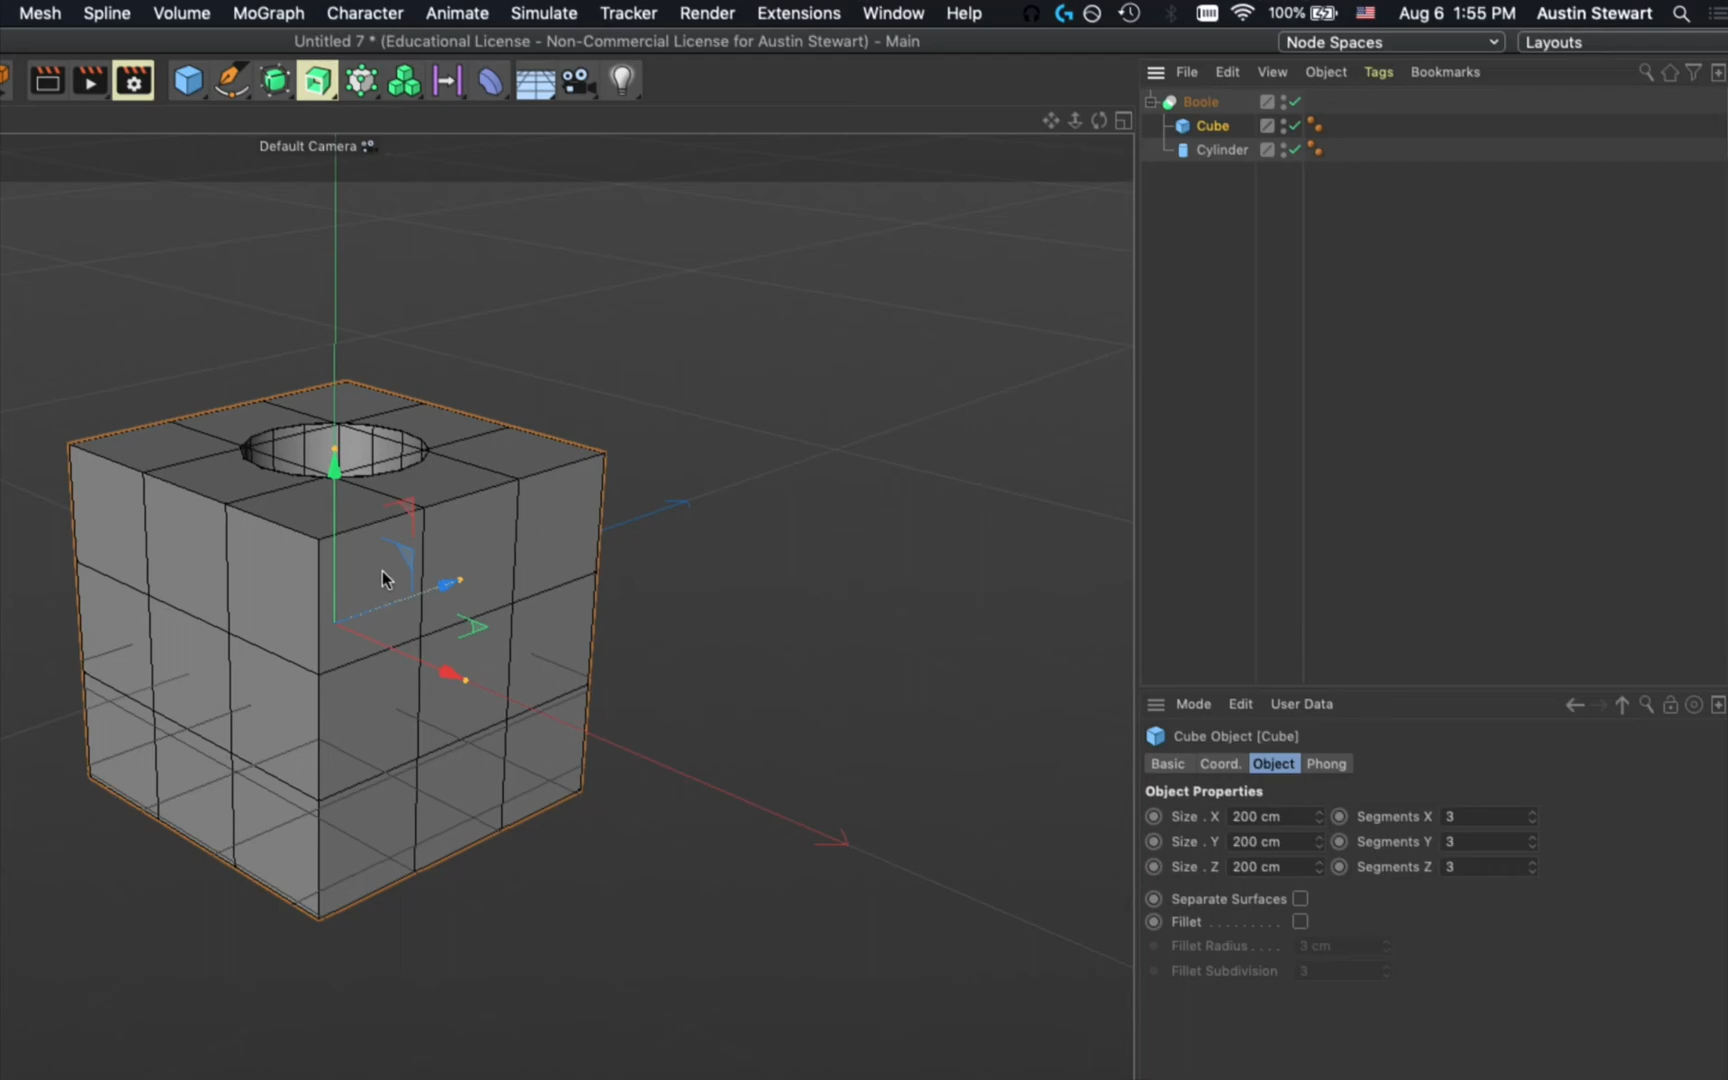 Mesh Spline Volume MoGraph Character Animate Simulate Tracker Render Extensions Window Help 100% Aug 6 1:55 PM Austin Stewart
Untitled 7 * (Educational License - Non-Commercial License for Austin Stewart) - Main
Node Spaces Layouts
File Edit View Object Tags Bookmarks
Default Camera
Boole
Cube
Cylinder
Mode Edit User Data
Cube Object [Cube]
Basic Coord. Object Phong
Object Properties
Size . X 200 cm Segments X 3
Size . Y 200 cm Segments Y 3
Size . Z 200 cm Segments Z 3
Separate Surfaces
Fillet . . . . . . . . .
Fillet Radius . . . . 3 cm
Fillet Subdivision 3